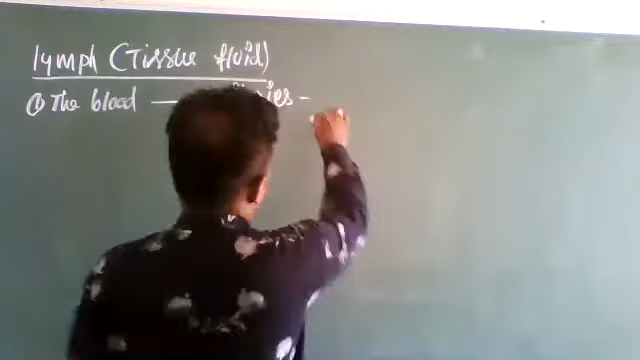 Lymph (Tissue fluid)
① The blood —